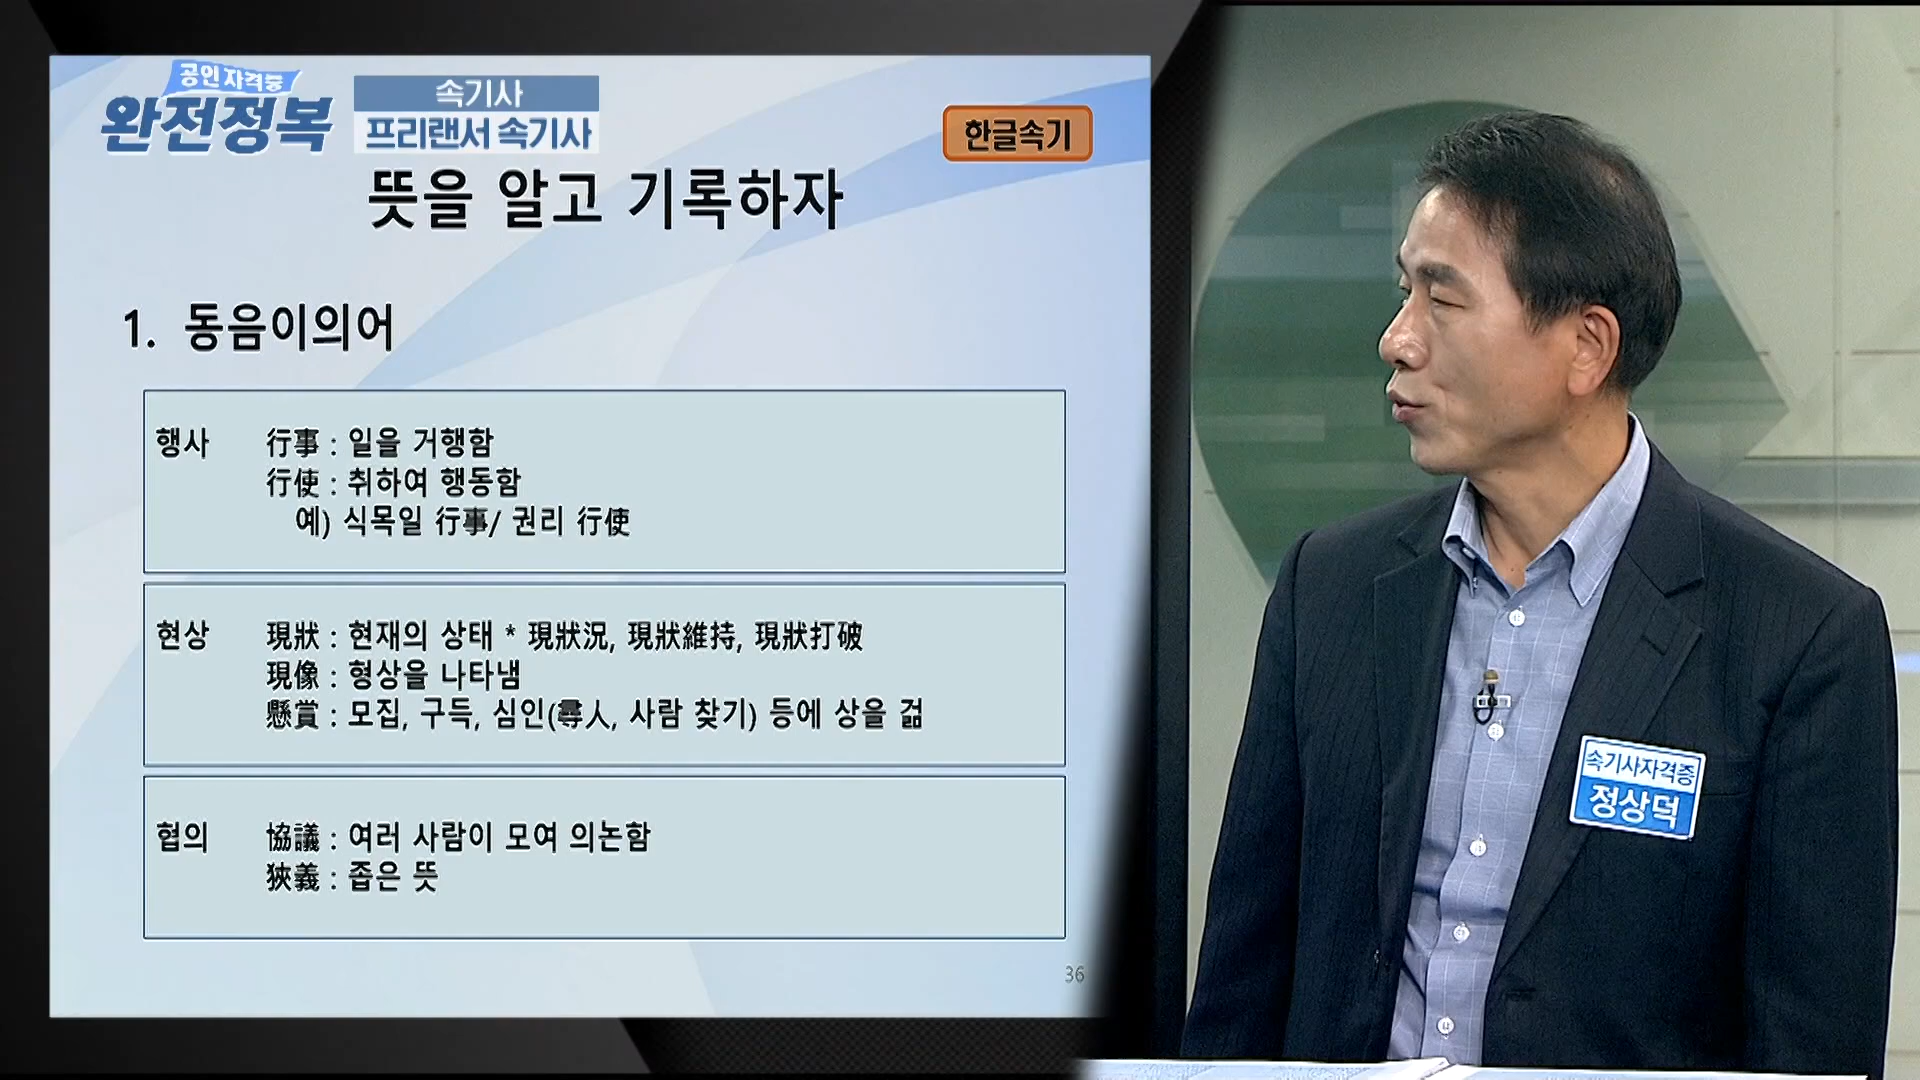 공인 자격증
완전정복
속기사
프리랜서 속기사
한글속기
뜻을 알고 기록하자
1. 동음이의어
행사 行事 : 일을 거행함
行使 : 취하여 행동함
예) 식목일 行事/ 권리 行使
현상 現狀 : 현재의 상태 * 現狀況, 現狀維持, 現狀打破
現像 : 형상을 나타냄
懸賞 : 모집, 구득, 심인(尋人, 사람 찾기) 등에 상을 걺
협의 協議 : 여러 사람이 모여 의논함
狹義 : 좁은 뜻
36
속기사자격증
정상덕